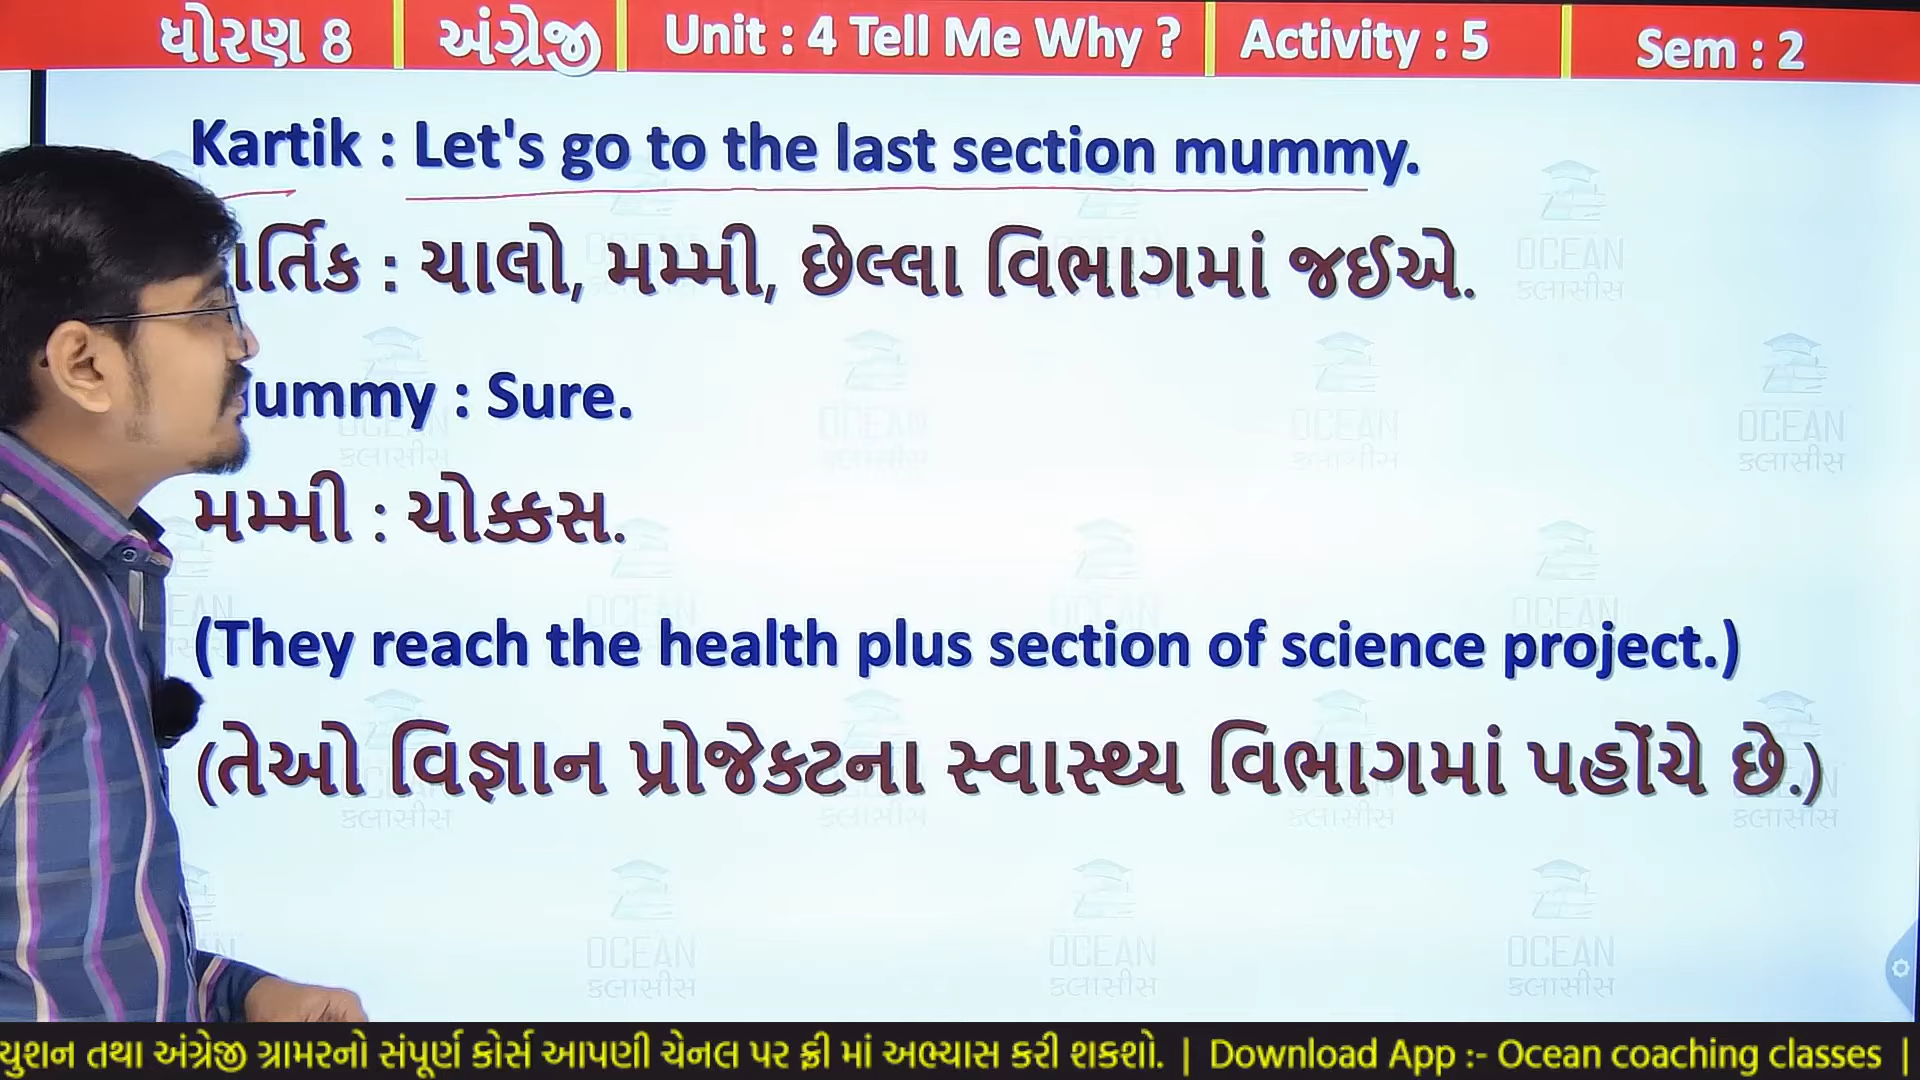 ધોરણ 8 અંગ્રેજી Unit : 4 Tell Me Why ? Activity : 5 Sem : 2
Kartik : Let's go to the last section mummy.
: ચાલો, મમ્મી, છેલ્લા વિભાગમાં જઈએ.
: Sure.
મમ્મી : ચોક્કસ.
(They reach the health plus section of science project.)
(તેઓ વિજ્ઞાન પ્રોજેક્ટના સ્વાસ્થ્ય વિભાગમાં પહોંચે છે.)
OCEAN
ક્લાસીસ
તથા અંગ્રેજી ગ્રામરનો સંપૂર્ણ કોર્સ આપણી ચેનલ પર ફ્રી માં અભ્યાસ કરી શકશો. | Download App :- Ocean coaching classes |